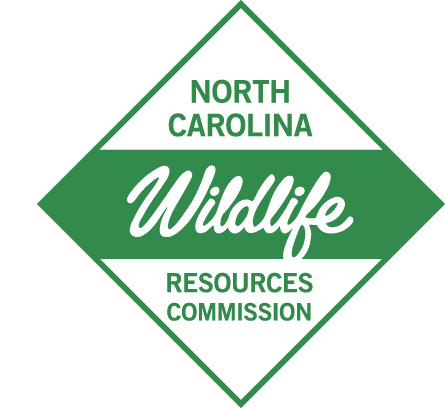 NORTH
CAROLINA
Wildlife
RESOURCES
COMMISSION